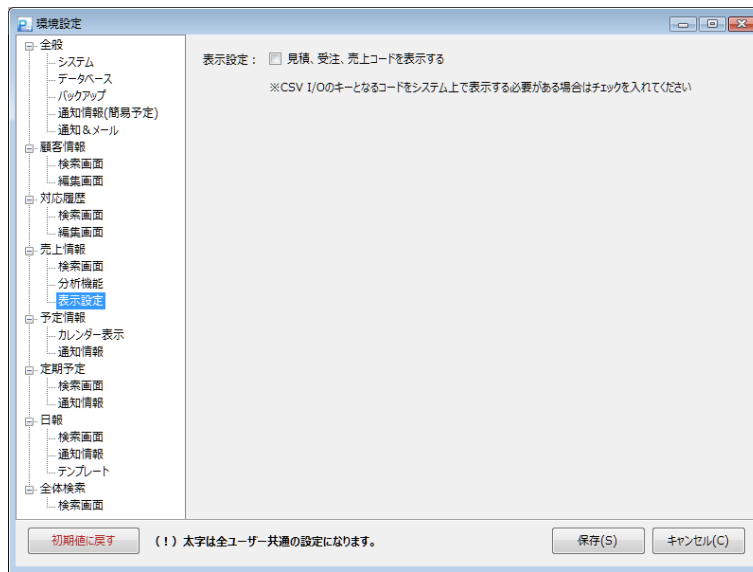 環境設定
全般
システム
データベース
バックアップ
通知情報(簡易予定)
通知&メール
顧客情報
検索画面
編集画面
対応履歴
検索画面
編集画面
売上情報
検索画面
分析機能
表示設定
予定情報
カレンダー表示
通知情報
定期予定
検索画面
通知情報
日報
検索画面
通知情報
テンプレート
全体検索
検索画面
表示設定: 見積、受注、売上コードを表示する
※CSV I/Oのキーとなるコードをシステム上で表示する必要がある場合はチェックを入れてください
初期値に戻す (!)太字は全ユーザー共通の設定になります。 保存(S) キャンセル(C)